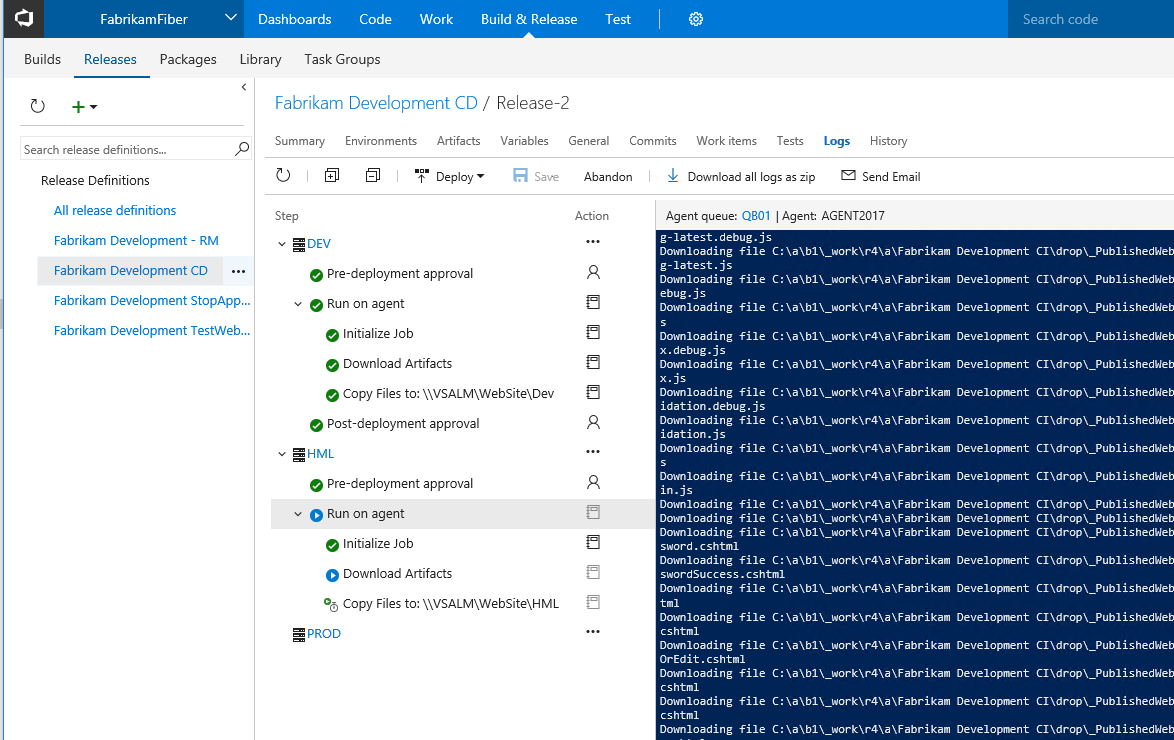 FabrikamFiber
Dashboards Code Work Build & Release Test
Search code
Builds Releases Packages Library Task Groups
Search release definitions...
Release Definitions
All release definitions
Fabrikam Development - RM
Fabrikam Development CD
Fabrikam Development StopApp...
Fabrikam Development TestWeb...
Fabrikam Development CD / Release-2
Summary Environments Artifacts Variables General Commits Work items Tests Logs History
Deploy Save Abandon Download all logs as zip Send Email
Step Action
DEV
Pre-deployment approval
Run on agent
Initialize Job
Download Artifacts
Copy Files to: \\VSALM\WebSite\Dev
Post-deployment approval
HML
Pre-deployment approval
Run on agent
Initialize Job
Download Artifacts
Copy Files to: \\VSALM\WebSite\HML
PROD
Agent queue: QB01 | Agent: AGENT2017
g-latest.debug.js
Downloading file C:\a\b1\_work\r4\a\Fabrikam Development CI\drop\_PublishedWeb
g-latest.js
Downloading file C:\a\b1\_work\r4\a\Fabrikam Development CI\drop\_PublishedWeb
ebug.js
Downloading file C:\a\b1\_work\r4\a\Fabrikam Development CI\drop\_PublishedWeb
s
Downloading file C:\a\b1\_work\r4\a\Fabrikam Development CI\drop\_PublishedWeb
x.debug.js
Downloading file C:\a\b1\_work\r4\a\Fabrikam Development CI\drop\_PublishedWeb
x.js
Downloading file C:\a\b1\_work\r4\a\Fabrikam Development CI\drop\_PublishedWeb
idation.debug.js
Downloading file C:\a\b1\_work\r4\a\Fabrikam Development CI\drop\_PublishedWeb
idation.js
Downloading file C:\a\b1\_work\r4\a\Fabrikam Development CI\drop\_PublishedWeb
s
Downloading file C:\a\b1\_work\r4\a\Fabrikam Development CI\drop\_PublishedWeb
in.js
Downloading file C:\a\b1\_work\r4\a\Fabrikam Development CI\drop\_PublishedWeb
Downloading file C:\a\b1\_work\r4\a\Fabrikam Development CI\drop\_PublishedWeb
Downloading file C:\a\b1\_work\r4\a\Fabrikam Development CI\drop\_PublishedWeb
sword.cshtml
Downloading file C:\a\b1\_work\r4\a\Fabrikam Development CI\drop\_PublishedWeb
swordSuccess.cshtml
Downloading file C:\a\b1\_work\r4\a\Fabrikam Development CI\drop\_PublishedWeb
tml
Downloading file C:\a\b1\_work\r4\a\Fabrikam Development CI\drop\_PublishedWeb
cshtml
Downloading file C:\a\b1\_work\r4\a\Fabrikam Development CI\drop\_PublishedWeb
OrEdit.cshtml
Downloading file C:\a\b1\_work\r4\a\Fabrikam Development CI\drop\_PublishedWeb
cshtml
Downloading file C:\a\b1\_work\r4\a\Fabrikam Development CI\drop\_PublishedWeb
cshtml
Downloading file C:\a\b1\_work\r4\a\Fabrikam Development CI\drop\_PublishedWeb